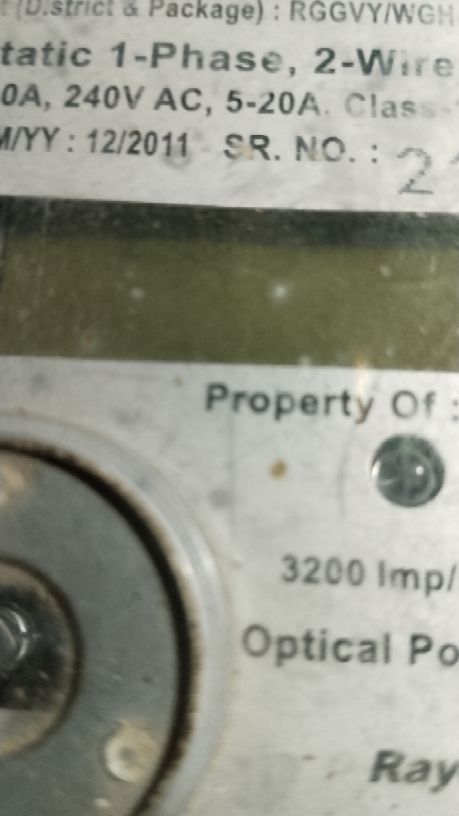 t (District & Package) : RGGVY/WGH
tatic 1-Phase, 2-Wire
0A, 240V AC, 5-20A. Class-
M/YY : 12/2011 SR. NO. : 2
Property Of :
3200 Imp/
Optical Po
Ray